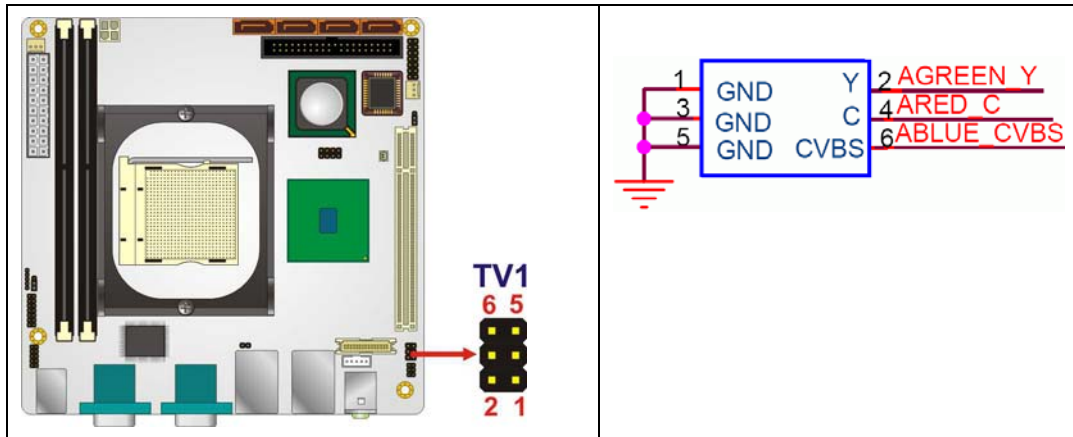 TV1
6 5
2 1
1 GND Y 2 AGREEN_Y
3 GND C 4 ARED_C
5 GND CVBS 6 ABLUE_CVBS